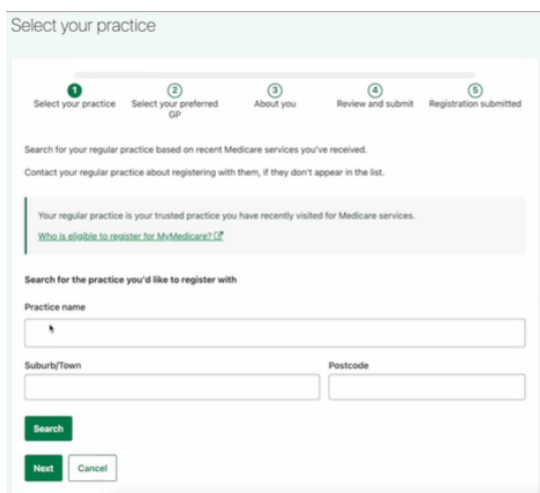 Select your practice
1 2 3 4 5
Select your practice Select your preferred GP About you Review and submit Registration submitted
Search for your regular practice based on recent Medicare services you've received.
Contact your regular practice about registering with them, if they don't appear in the list.
Your regular practice is your trusted practice you have recently visited for Medicare services.
Who is eligible to register for MyMedicare?
Search for the practice you'd like to register with
Practice name
Suburb/Town Postcode
Search
Next Cancel